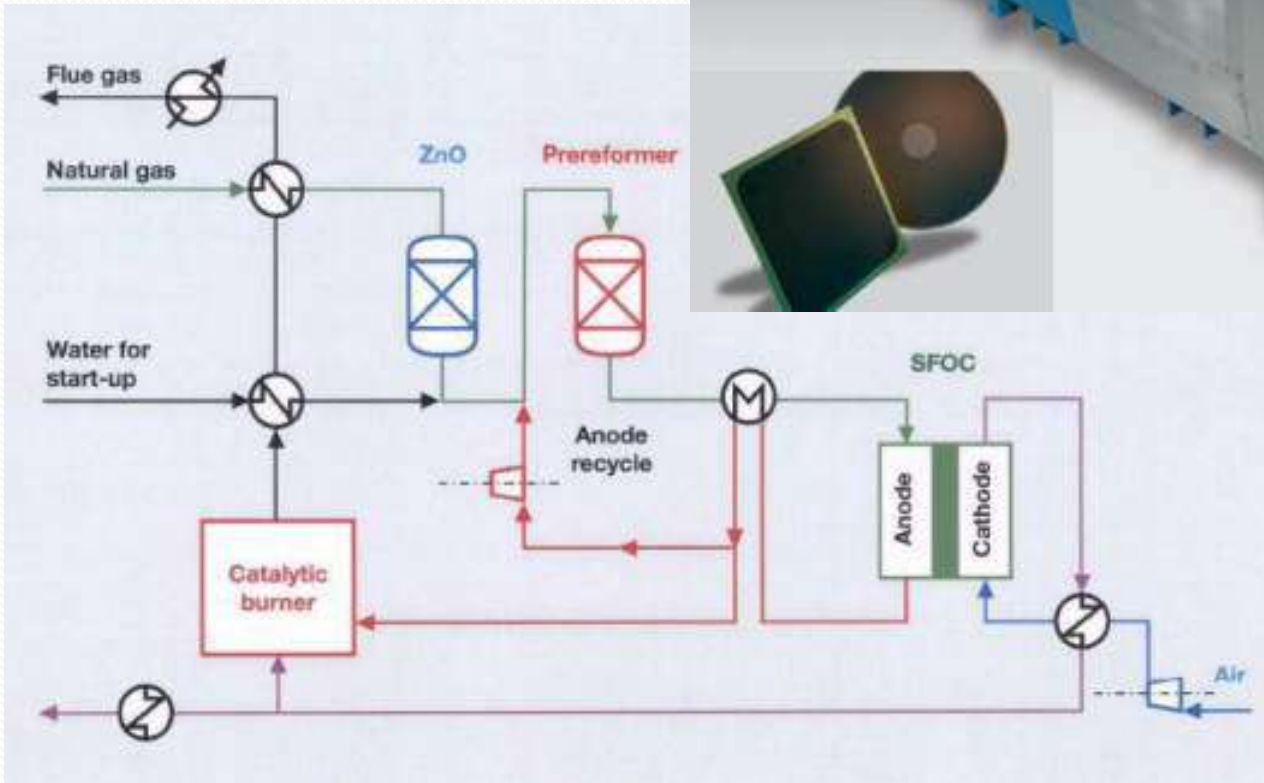 Flue gas
Natural gas
ZnO
Prereformer
Water for
start-up
SFOC
Anode
recycle
Anode
Cathode
Catalytic
burner
Air